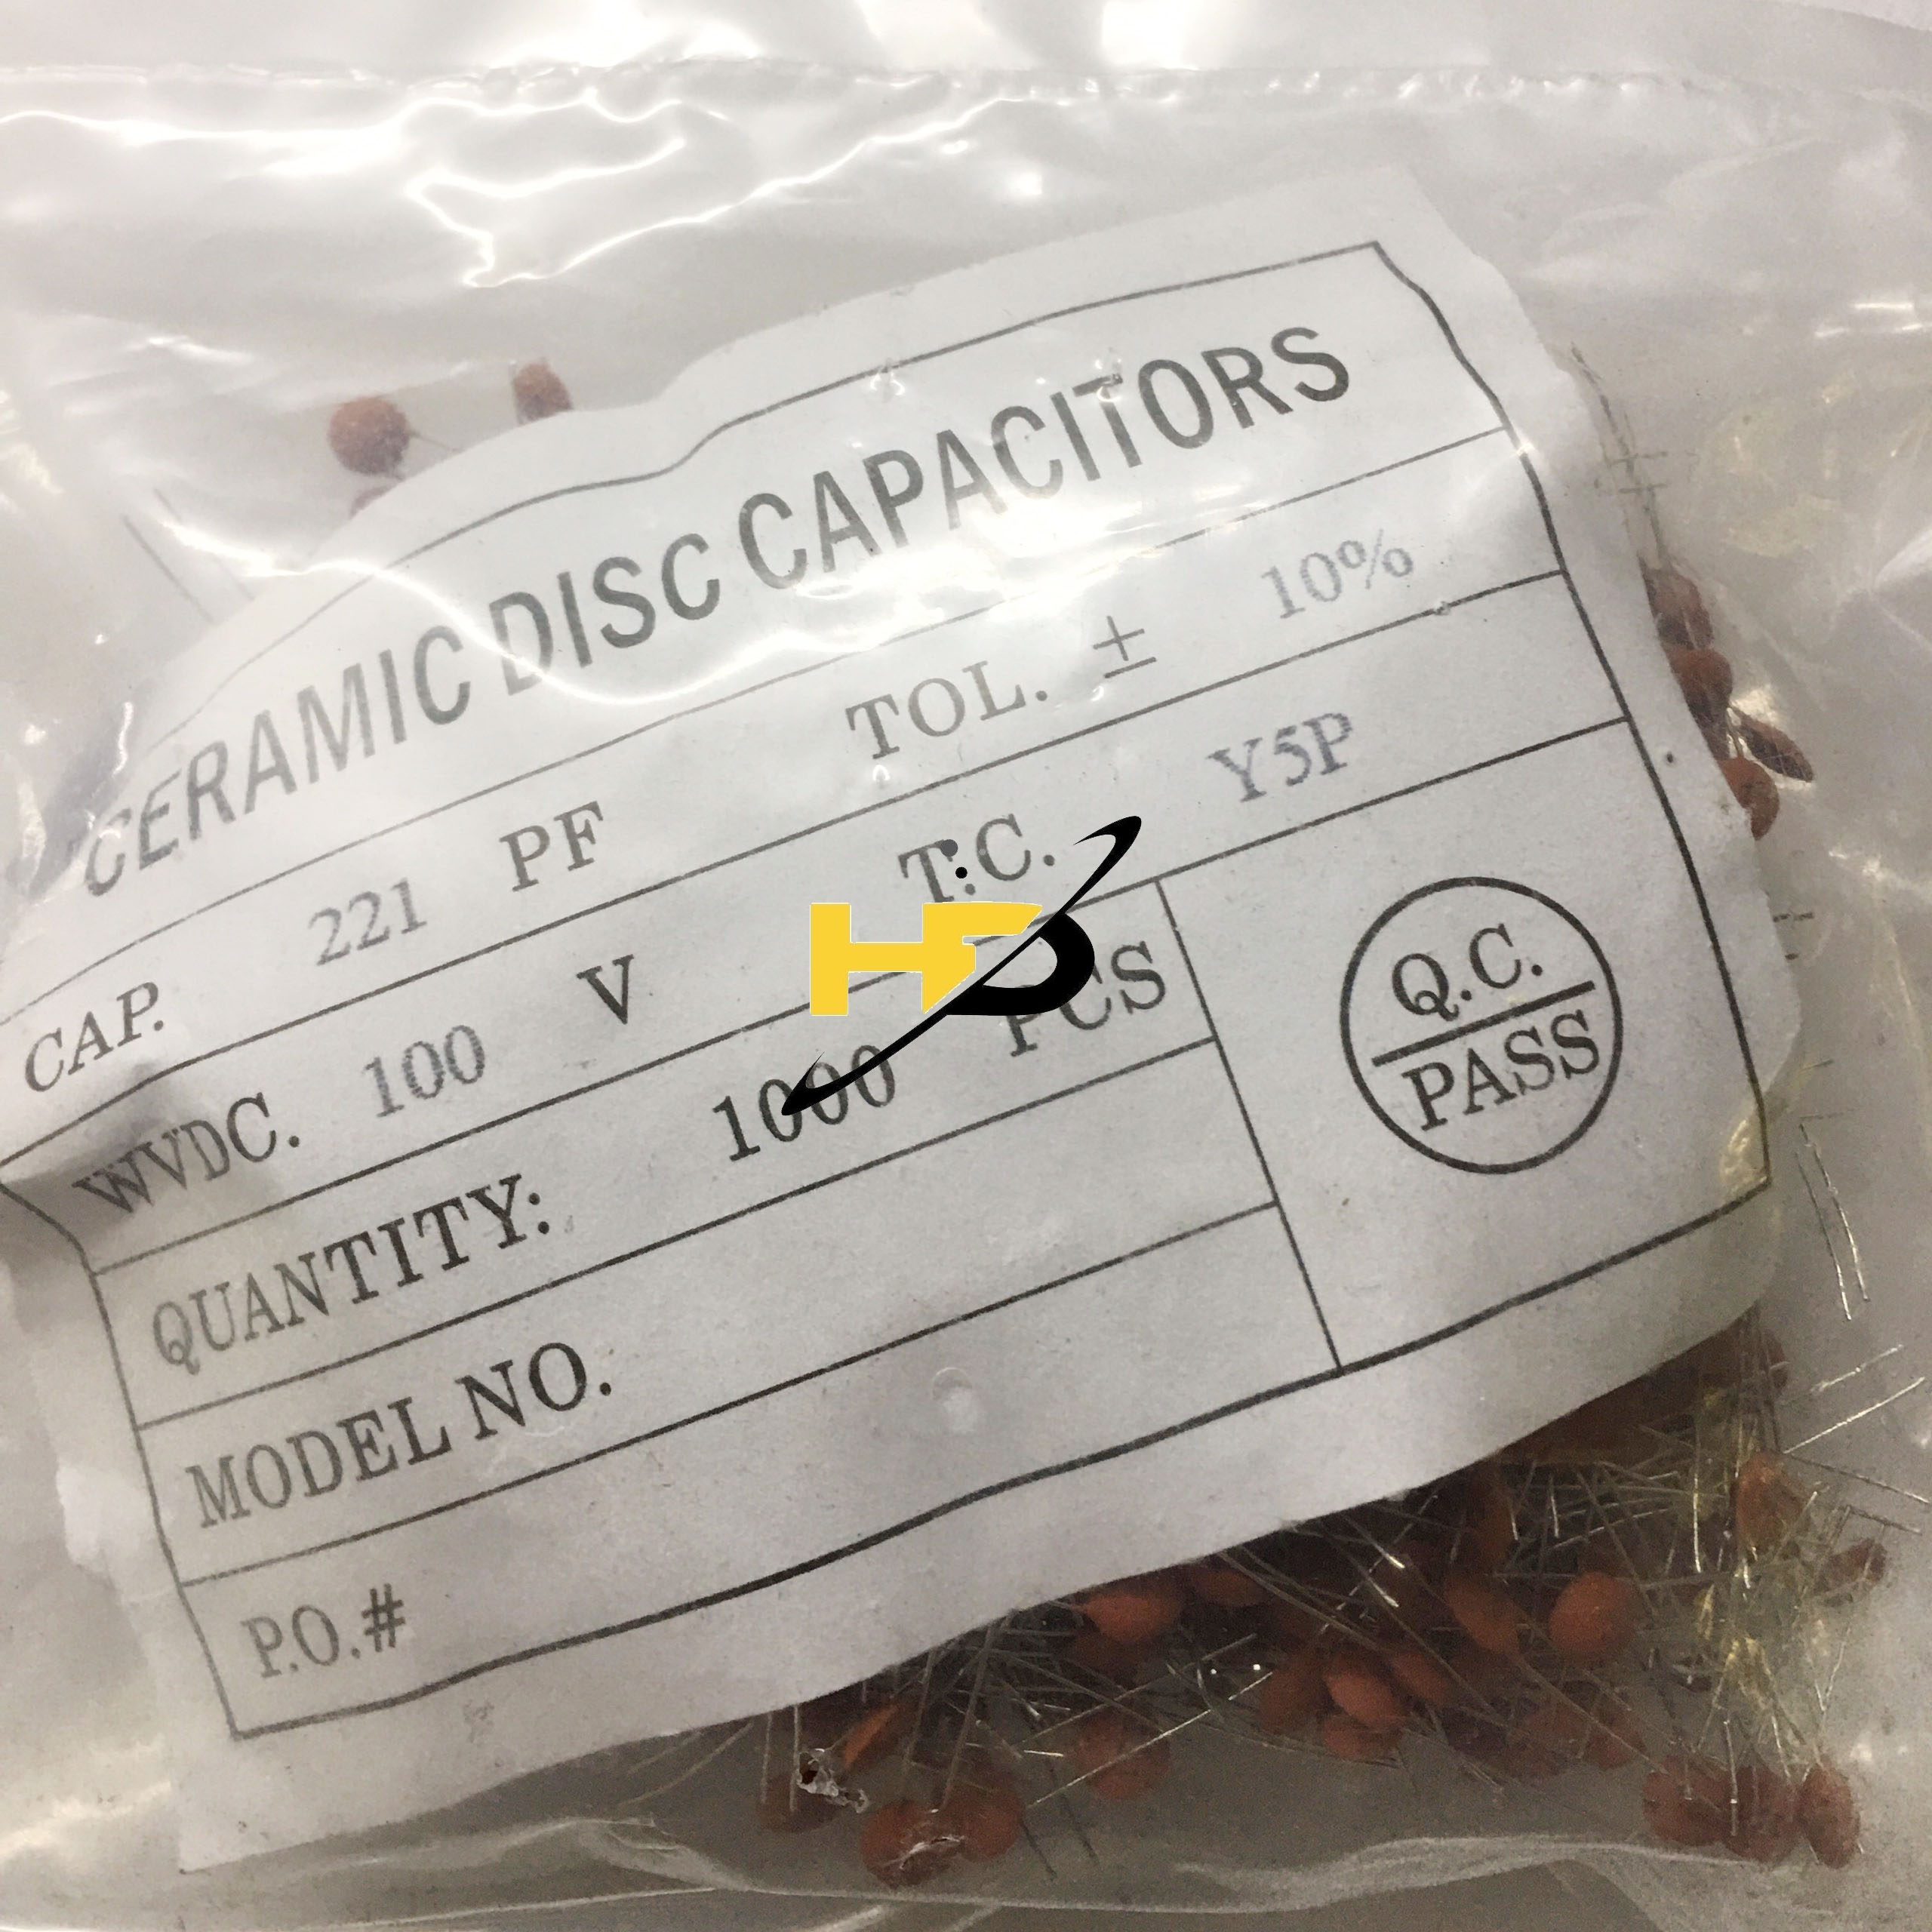 CERAMIC DISC CAPACITORS
CAP. 221 PF TOL. ± 10%
WVDC. 100 V T.C. Y5P
QUANTITY: 1000 PCS
MODEL NO.
P.O.#
Q.C.
PASS